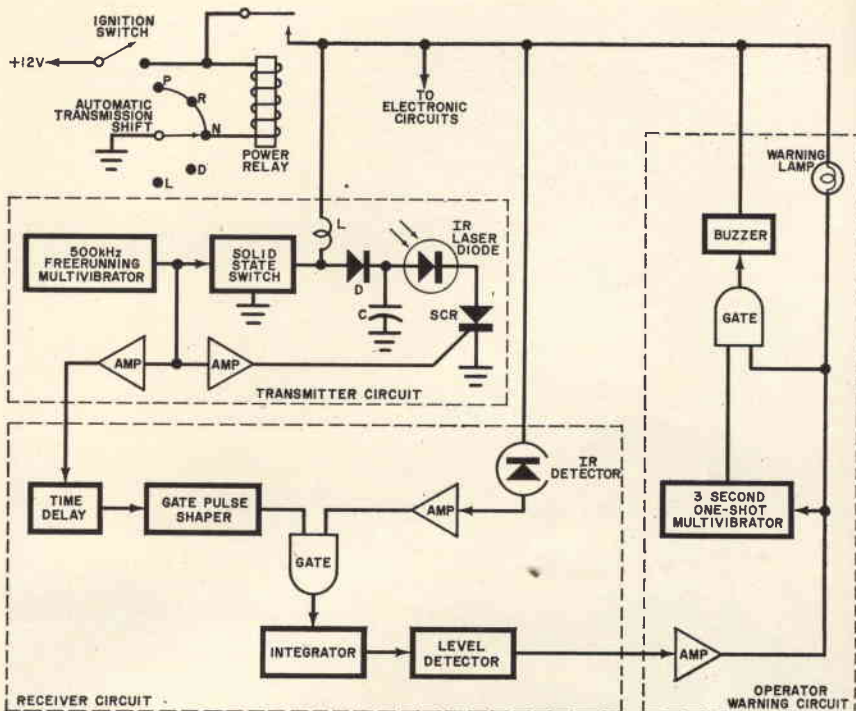 IGNITION
SWITCH
+12V
P
R
N
D
L
AUTOMATIC
TRANSMISSION
SHIFT
POWER
RELAY
TO
ELECTRONIC
CIRCUITS
WARNING
LAMP
500kHz
FREERUNNING
MULTIVIBRATOR
SOLID
STATE
SWITCH
L
D
C
IR
LASER
DIODE
SCR
AMP
AMP
TRANSMITTER CIRCUIT
BUZZER
GATE
3 SECOND
ONE-SHOT
MULTIVIBRATOR
TIME
DELAY
GATE PULSE
SHAPER
GATE
AMP
IR
DETECTOR
INTEGRATOR
LEVEL
DETECTOR
AMP
RECEIVER CIRCUIT
OPERATOR
WARNING CIRCUIT